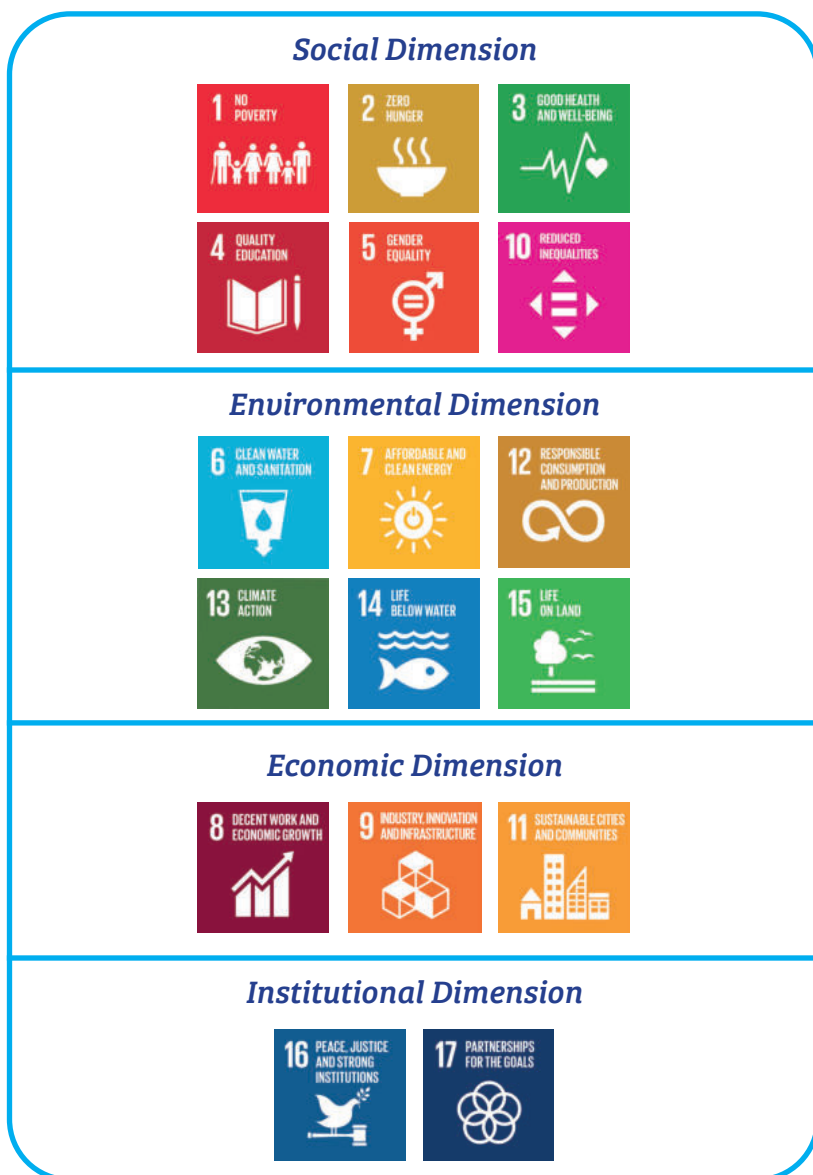 Social Dimension
1 NO
POVERTY
2 ZERO
HUNGER
3 GOOD HEALTH
AND WELL-BEING
4 QUALITY
EDUCATION
5 GENDER
EQUALITY
10 REDUCED
INEQUALITIES
Environmental Dimension
6 CLEAN WATER
AND SANITATION
7 AFFORDABLE AND
CLEAN ENERGY
12 RESPONSIBLE
CONSUMPTION
AND PRODUCTION
13 CLIMATE
ACTION
14 LIFE
BELOW WATER
15 LIFE
ON LAND
Economic Dimension
8 DECENT WORK AND
ECONOMIC GROWTH
9 INDUSTRY, INNOVATION
AND INFRASTRUCTURE
11 SUSTAINABLE CITIES
AND COMMUNITIES
Institutional Dimension
16 PEACE, JUSTICE
AND STRONG
INSTITUTIONS
17 PARTNERSHIPS
FOR THE GOALS